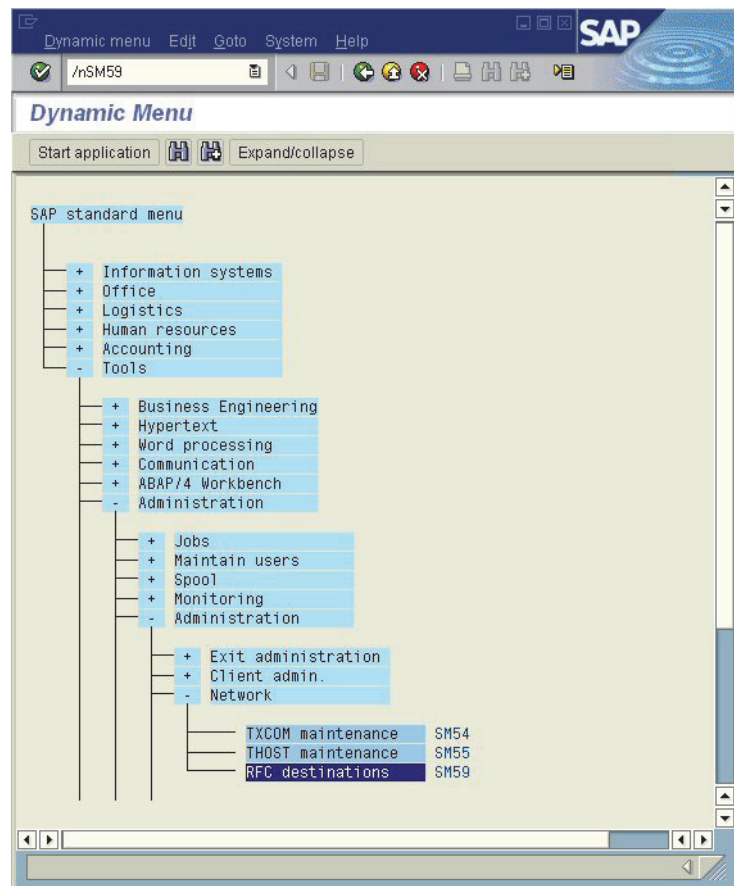 Dynamic menu Edit Goto System Help
SAP
/nSM59
Dynamic Menu
Start application Expand/collapse
SAP standard menu
+ Information systems
+ Office
+ Logistics
+ Human resources
+ Accounting
- Tools
+ Business Engineering
+ Hypertext
+ Word processing
+ Communication
+ ABAP/4 Workbench
- Administration
+ Jobs
+ Maintain users
+ Spool
+ Monitoring
- Administration
+ Exit administration
+ Client admin.
- Network
TXCOM maintenance SM54
THOST maintenance SM55
RFC destinations SM59